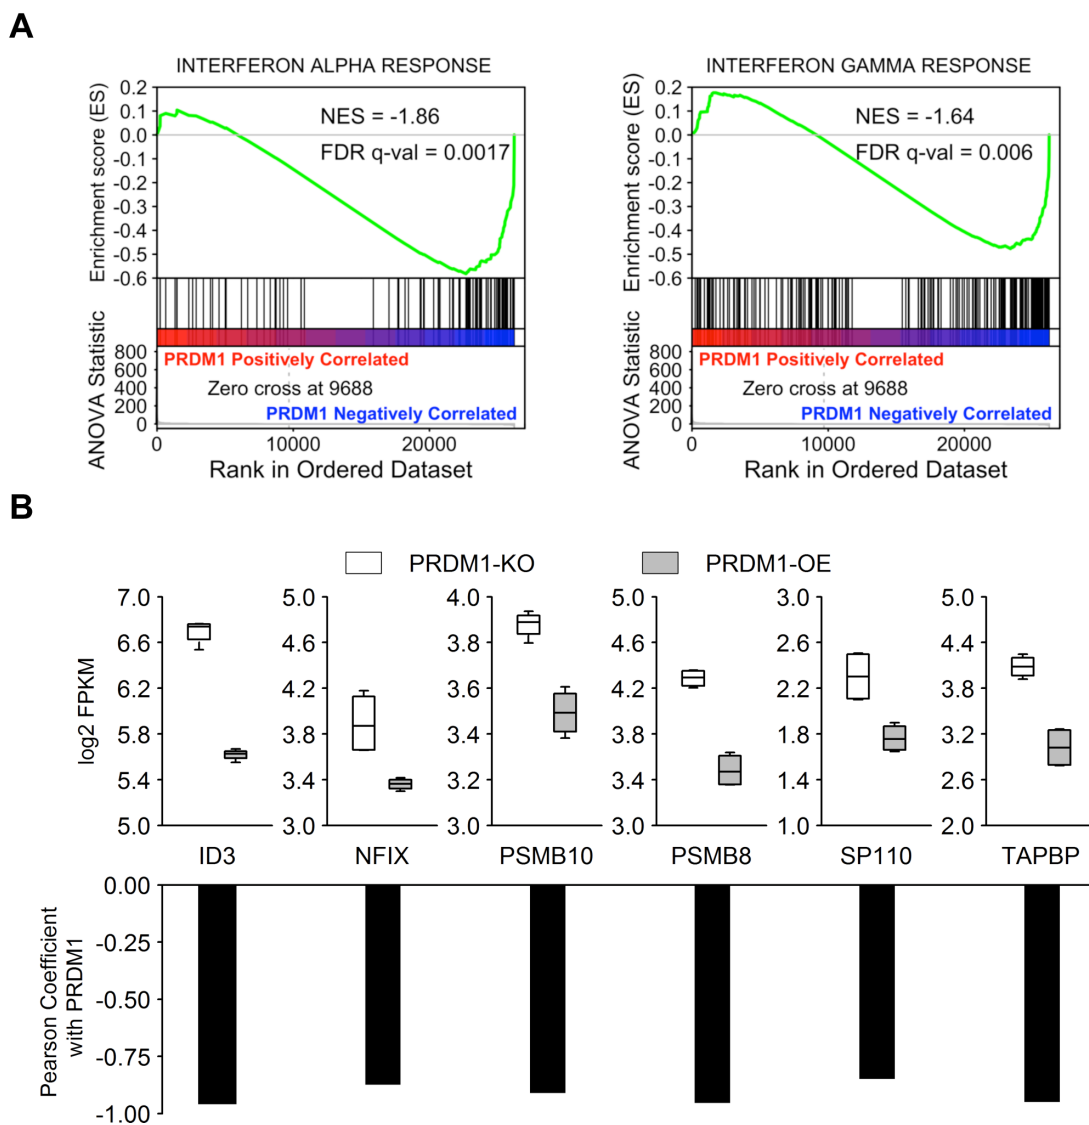 A
INTERFERON ALPHA RESPONSE
Enrichment score (ES)
0.2
0.1
0.0
-0.1
-0.2
-0.3
-0.4
-0.5
-0.6
NES = -1.86
FDR q-val = 0.0017
ANOVA Statistic
800
600
400
200
0
PRDM1 Positively Correlated
Zero cross at 9688
PRDM1 Negatively Correlated
0 10000 20000
Rank in Ordered Dataset
INTERFERON GAMMA RESPONSE
Enrichment score (ES)
0.2
0.1
0.0
-0.1
-0.2
-0.3
-0.4
-0.5
-0.6
NES = -1.64
FDR q-val = 0.006
ANOVA Statistic
800
600
400
200
0
PRDM1 Positively Correlated
Zero cross at 9688
PRDM1 Negatively Correlated
0 10000 20000
Rank in Ordered Dataset
B
PRDM1-KO PRDM1-OE
log2 FPKM
7.0 5.0 4.0 5.0 3.0 5.0
6.6 4.6 3.8 4.2 2.6 4.4
6.2 4.2 3.6 4.2 2.2 3.8
5.8 3.8 3.4 3.8 1.8 3.2
5.4 3.4 3.2 3.4 1.4 2.6
5.0 3.0 3.0 3.0 1.0 2.0
ID3 NFIX PSMB10 PSMB8 SP110 TAPBP
Pearson Coefficient
with PRDM1
0.00
-0.25
-0.50
-0.75
-1.00